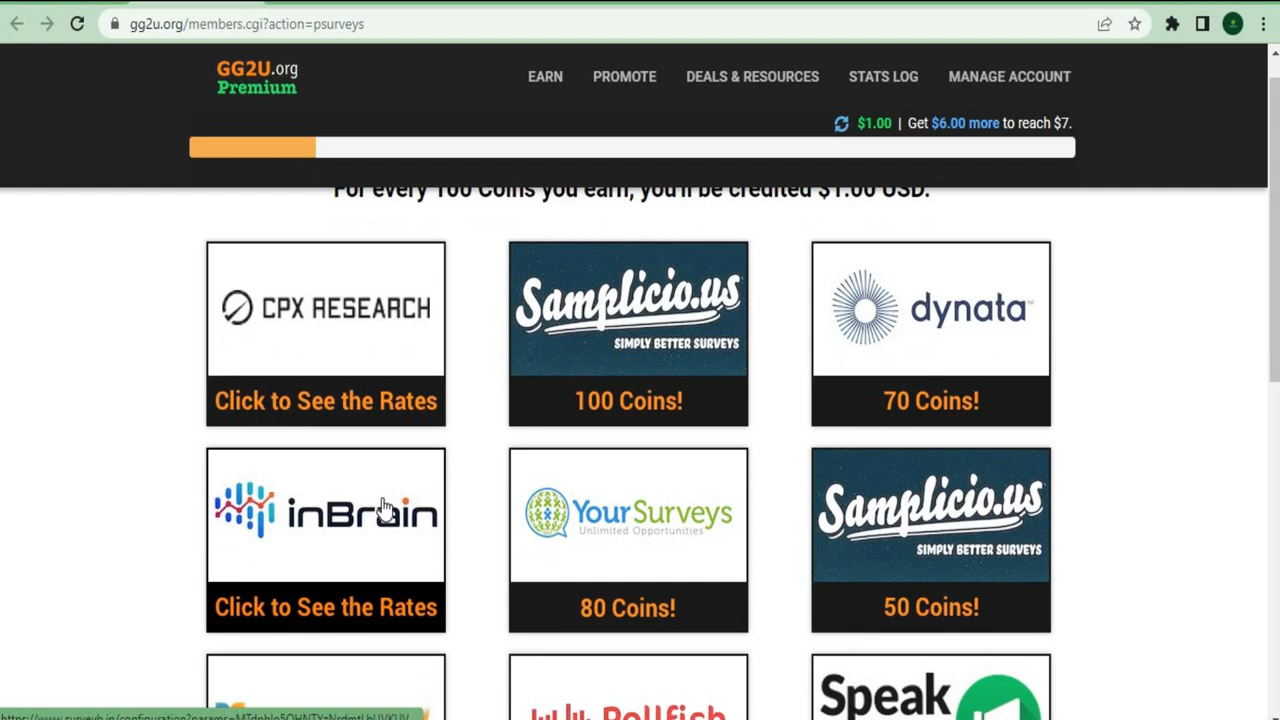 gg2u.org/members.cgi?action=psurveys
GG2U.org
Premium
EARN
PROMOTE
DEALS & RESOURCES
STATS LOG
MANAGE ACCOUNT
$1.00 | Get $6.00 more to reach $7.
For every 100 Coins you earn, you'll be credited $1.00 USD.
CPX RESEARCH
Click to See the Rates
Samplicio.us
SIMPLY BETTER SURVEYS
100 Coins!
dynata
70 Coins!
inBrain
Click to See the Rates
YourSurveys
Unlimited Opportunities
80 Coins!
Samplicio.us
SIMPLY BETTER SURVEYS
50 Coins!
Pollfish
Speak